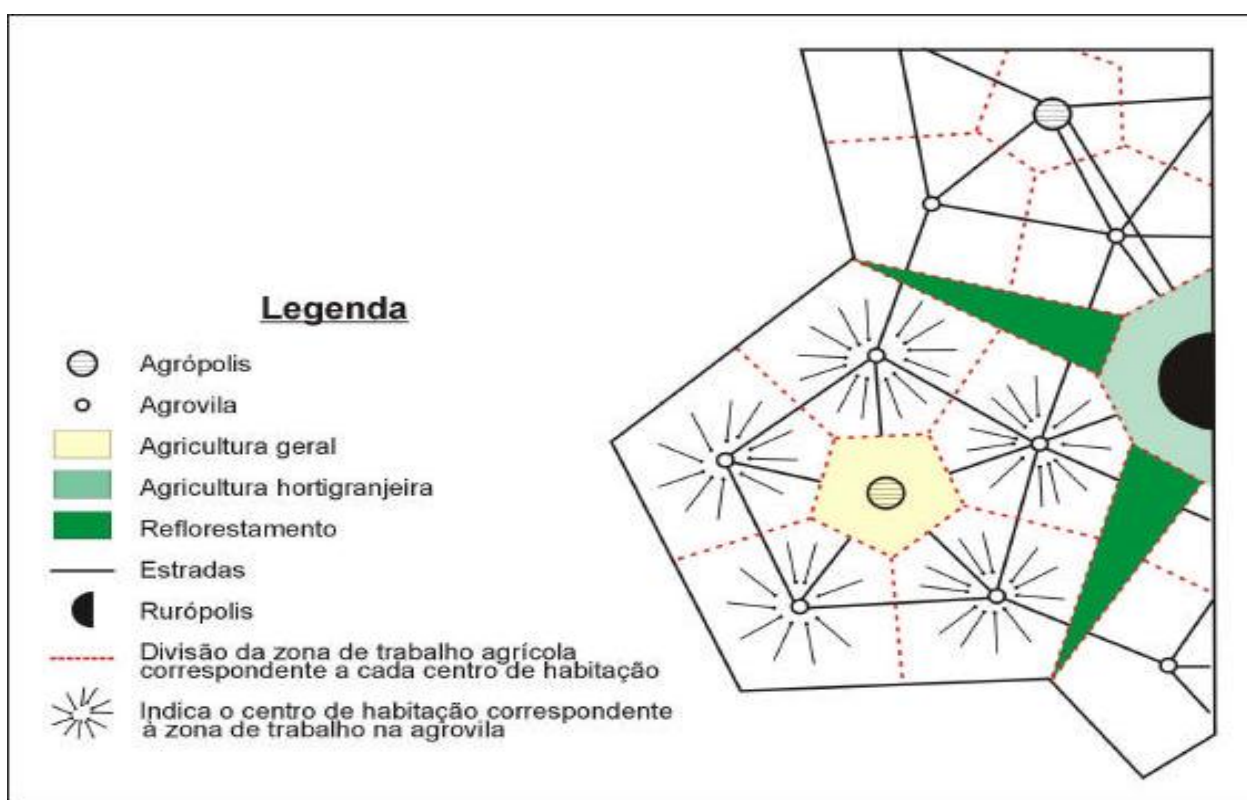 Legenda
Agrópolis
Agrovila
Agricultura geral
Agricultura hortigranjeira
Reflorestamento
Estradas
Rurópolis
Divisão da zona de trabalho agrícola
correspondente a cada centro de habitação
Indica o centro de habitação correspondente
à zona de trabalho na agrovila